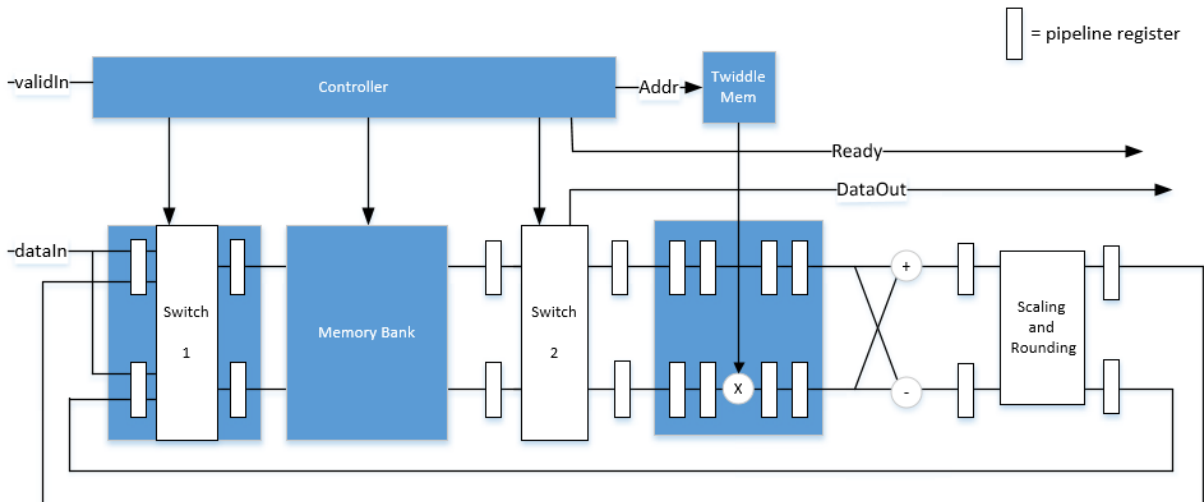 = pipeline register
validIn
Controller
Addr
Twiddle
Mem
Ready
DataOut
dataIn
Switch
1
Memory Bank
Switch
2
X
+
-
Scaling
and
Rounding